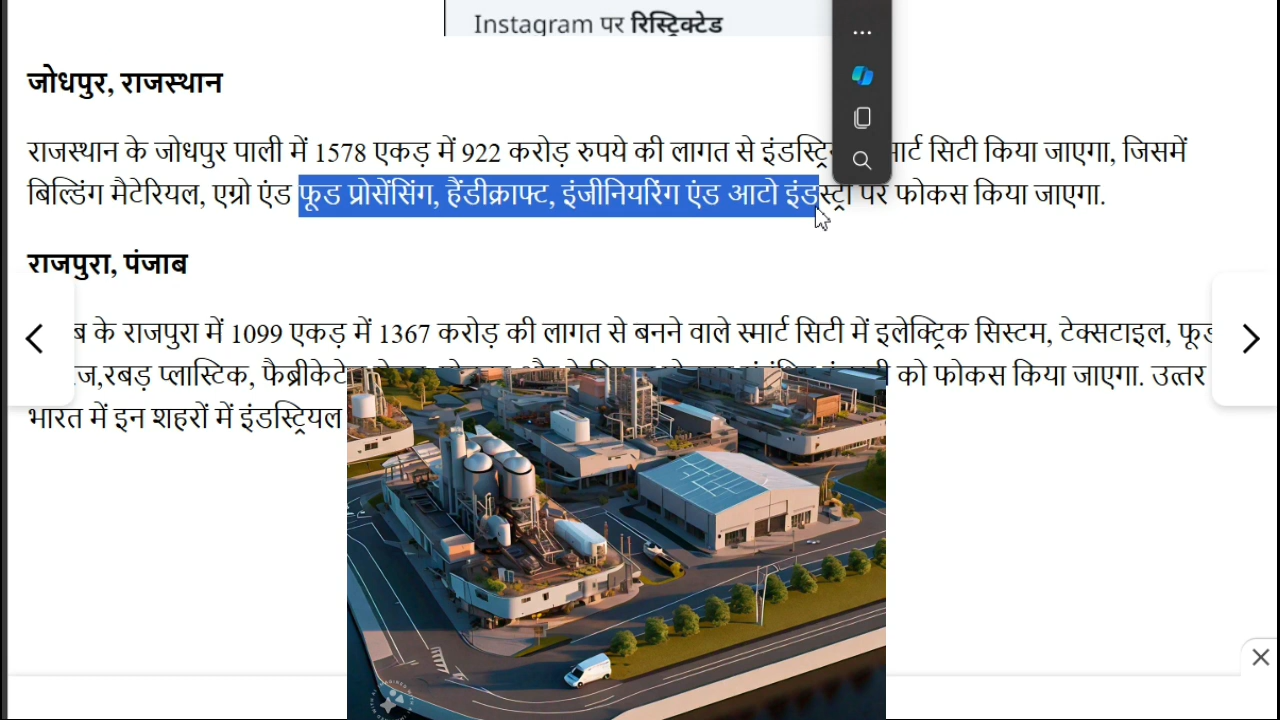 Instagram पर रिस्ट्रिक्टेड
जोधपुर, राजस्थान
राजस्थान के जोधपुर पाली में 1578 एकड़ में 922 करोड़ रुपये की लागत से सिटी किया जाएगा, जिसमें
बिल्डिंग मैटेरियल, एग्रो एंड फूड प्रोसेंसिंग, हैंडीक्राफ्ट, इंजीनियरिंग एंड आटो इंडस्ट्री पर फोकस किया जाएगा.
राजपुरा, पंजाब
के राजपुरा में 1099 एकड़ में 1367 करोड़ की लागत से बनने वाले स्मार्ट सिटी में इलेक्ट्रिक सिस्टम, टेक्सटाइल, फूड
रबड़ प्लास्टिक, को फोकस किया जाएगा. उत्तर
भारत में इन शहरों में इंडस्ट्रियल